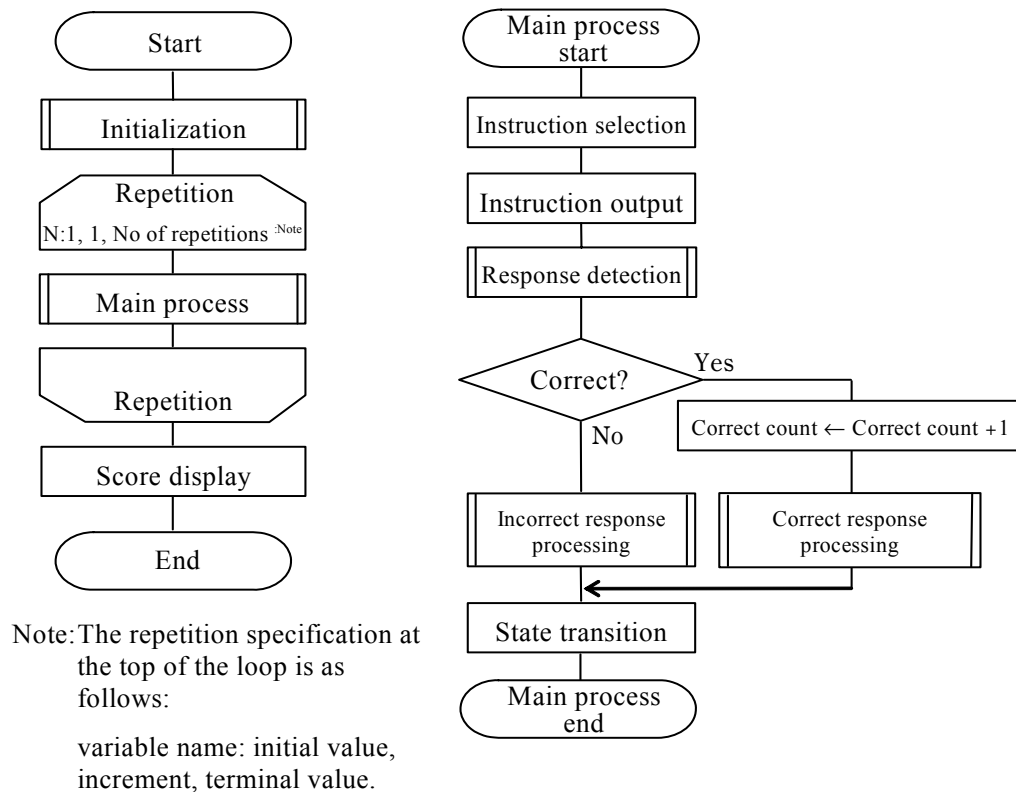 Start
Initialization
Repetition
N:1, 1, No of repetitions :Note
Main process
Repetition
Score display
End
Note: The repetition specification at
the top of the loop is as
follows:
variable name: initial value,
increment, terminal value.
Main process
start
Instruction selection
Instruction output
Response detection
Correct?
Yes
No
Correct count ← Correct count +1
Incorrect response
processing
Correct response
processing
State transition
Main process
end